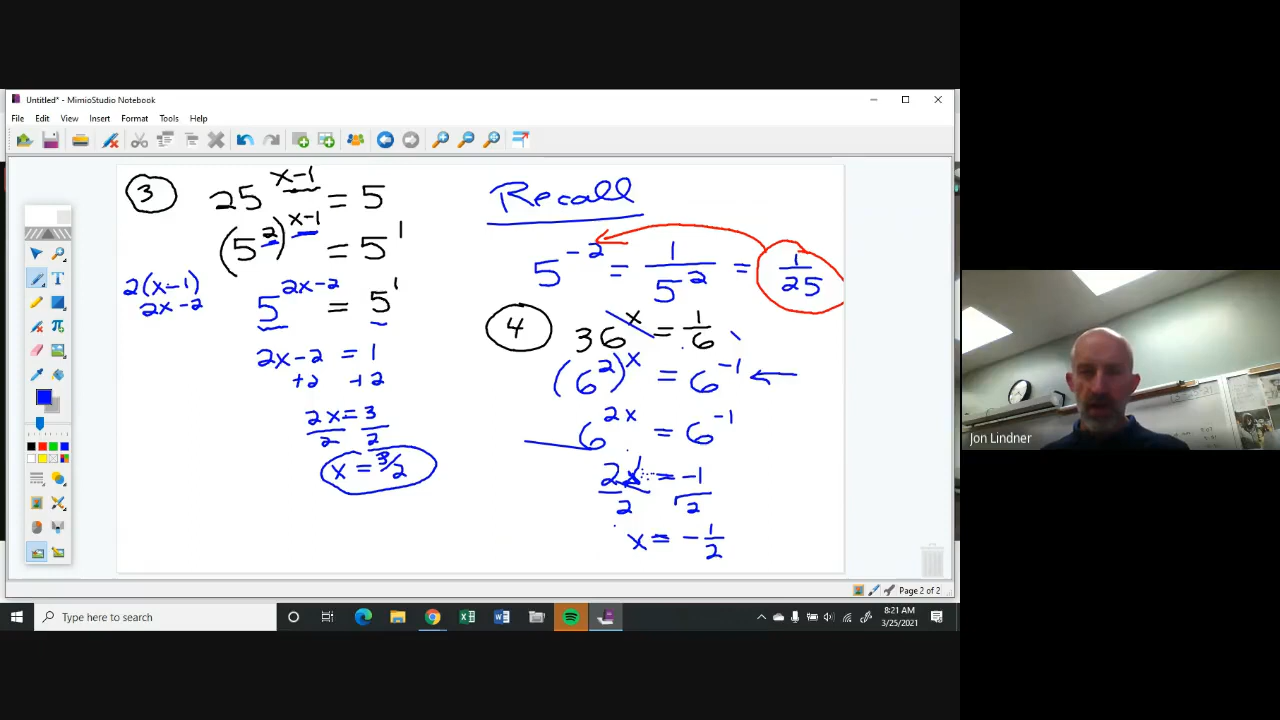 Untitled* - MimioStudio Notebook
File Edit View Insert Format Tools Help
3 25^(x-1) = 5
(5^2)^(x-1) = 5^1
2(x-1)
2x-2
5^(2x-2) = 5^1
2x-2 = 1
+2 +2
2x = 3
2 2
x = 3/2
Recall
5^-2 = 1/5^2 = 1/25
4 36^x = 1/6
(6^2)^x = 6^-1
6^2x = 6^-1
2x = -1
2 2
x = -1/2
Page 2 of 2
Jon Lindner
Type here to search
8:21 AM
3/25/2021